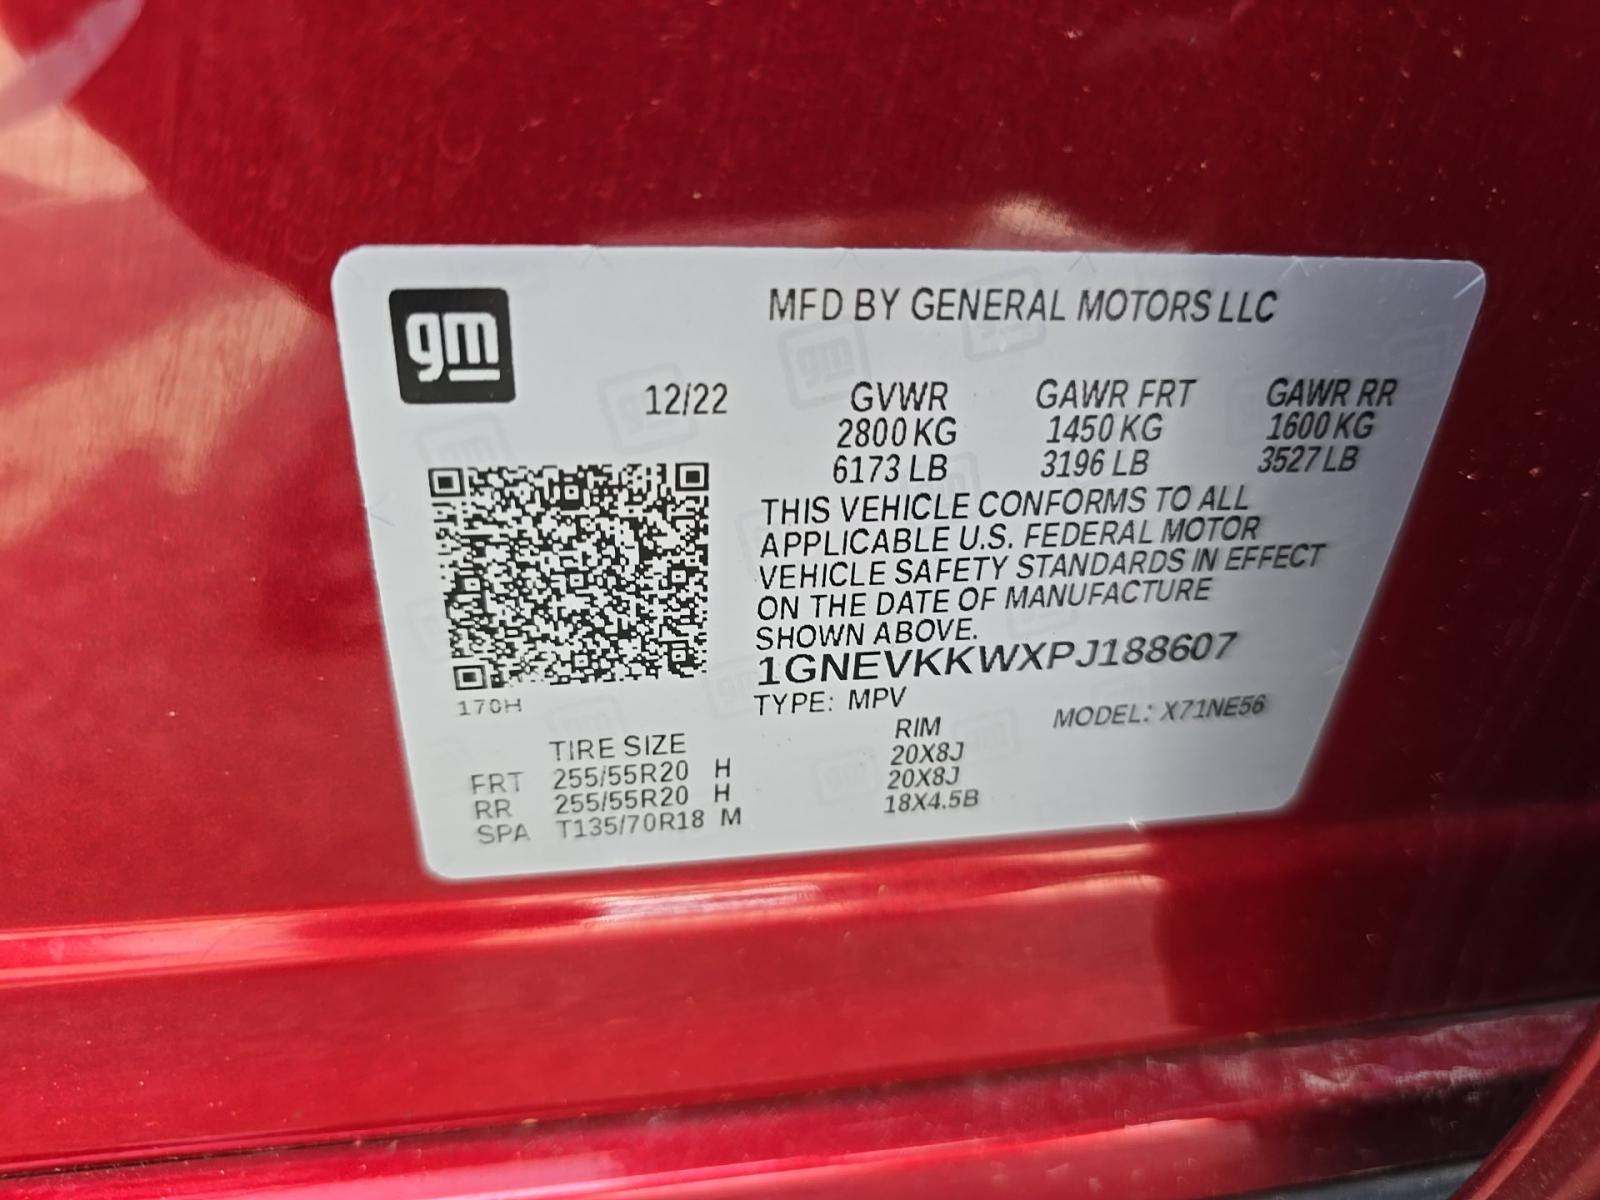 gm
MFD BY GENERAL MOTORS LLC
12/22 GVWR GAWR FRT GAWR RR
2800 KG 1450 KG 1600 KG
6173 LB 3196 LB 3527 LB
THIS VEHICLE CONFORMS TO ALL
APPLICABLE U.S. FEDERAL MOTOR
VEHICLE SAFETY STANDARDS IN EFFECT
ON THE DATE OF MANUFACTURE
SHOWN ABOVE.
1GNEVKKWXPJ188607
170H
TYPE: MPV MODEL: X71NE56
TIRE SIZE RIM
FRT 255/55R20 H 20X8J
RR 255/55R20 H 20X8J
SPA T135/70R18 M 18X4.5B